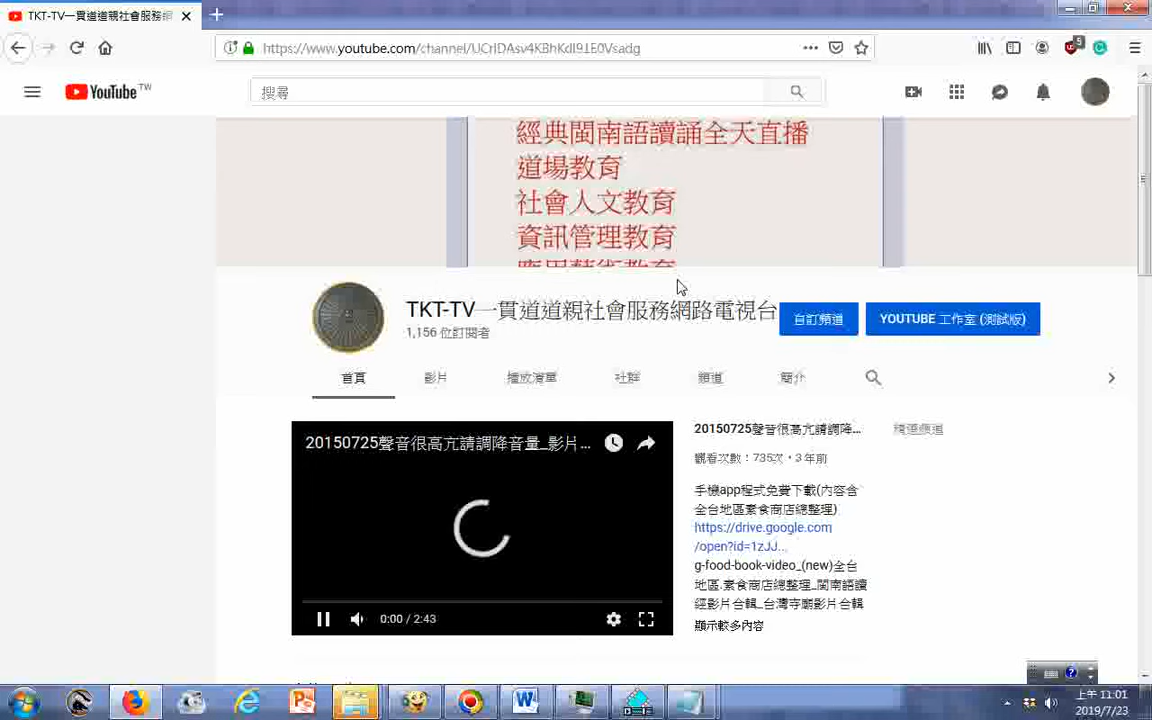 TKT-TV一貫道道親社會服務網
https://www.youtube.com/channel/UCrIDAsv4KBhKdI91E0Vsadg
5
YouTube TW
搜尋
經典閩南語讀誦全天直播
道場教育
社會人文教育
資訊管理教育
應用藝術教育
TKT-TV一貫道道親社會服務網路電視台
1,156 位訂閱者
自訂頻道
YOUTUBE 工作室 (測試版)
首頁
影片
播放清單
社群
頻道
簡介
20150725聲音很高亢請調降音量_影片...
0:00 / 2:43
20150725聲音很高亢請調降...
觀看次數：735次 • 3 年前
手機app程式免費下載(內容含
全台地區素食商店總整理)
https://drive.google.com
/open?id=1zJJ...
g-food-book-video_(new)全台
地區.素食商店總整理_閩南語讀
經影片合輯_台灣寺廟影片合輯
顯示較多內容
精選頻道
上午 11:01
2019/7/23